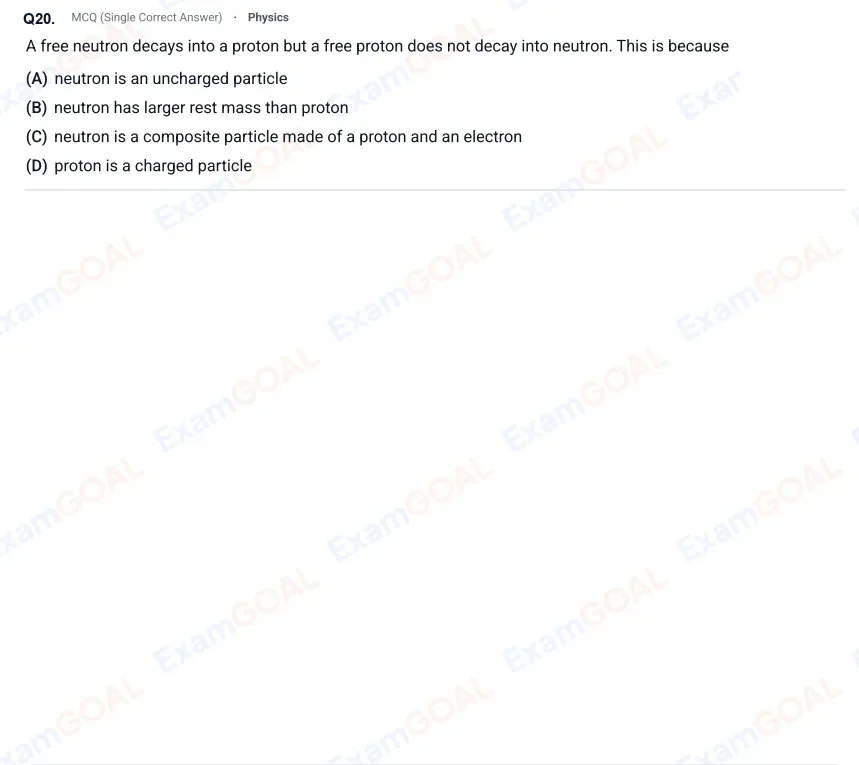 Q20. MCQ (Single Correct Answer) · Physics
A free neutron decays into a proton but a free proton does not decay into neutron. This is because
(A) neutron is an uncharged particle
(B) neutron has larger rest mass than proton
(C) neutron is a composite particle made of a proton and an electron
(D) proton is a charged particle
ExamGOAL